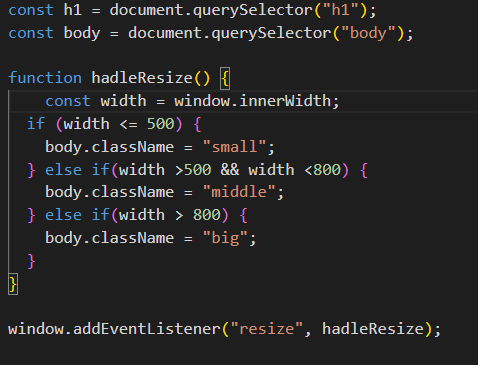 const h1 = document.querySelector("h1");
const body = document.querySelector("body");
function hadleResize() {
const width = window.innerWidth;
if (width <= 500) {
body.className = "small";
} else if(width >500 && width <800) {
body.className = "middle";
} else if(width > 800) {
body.className = "big";
}
}
window.addEventListener("resize", hadleResize);